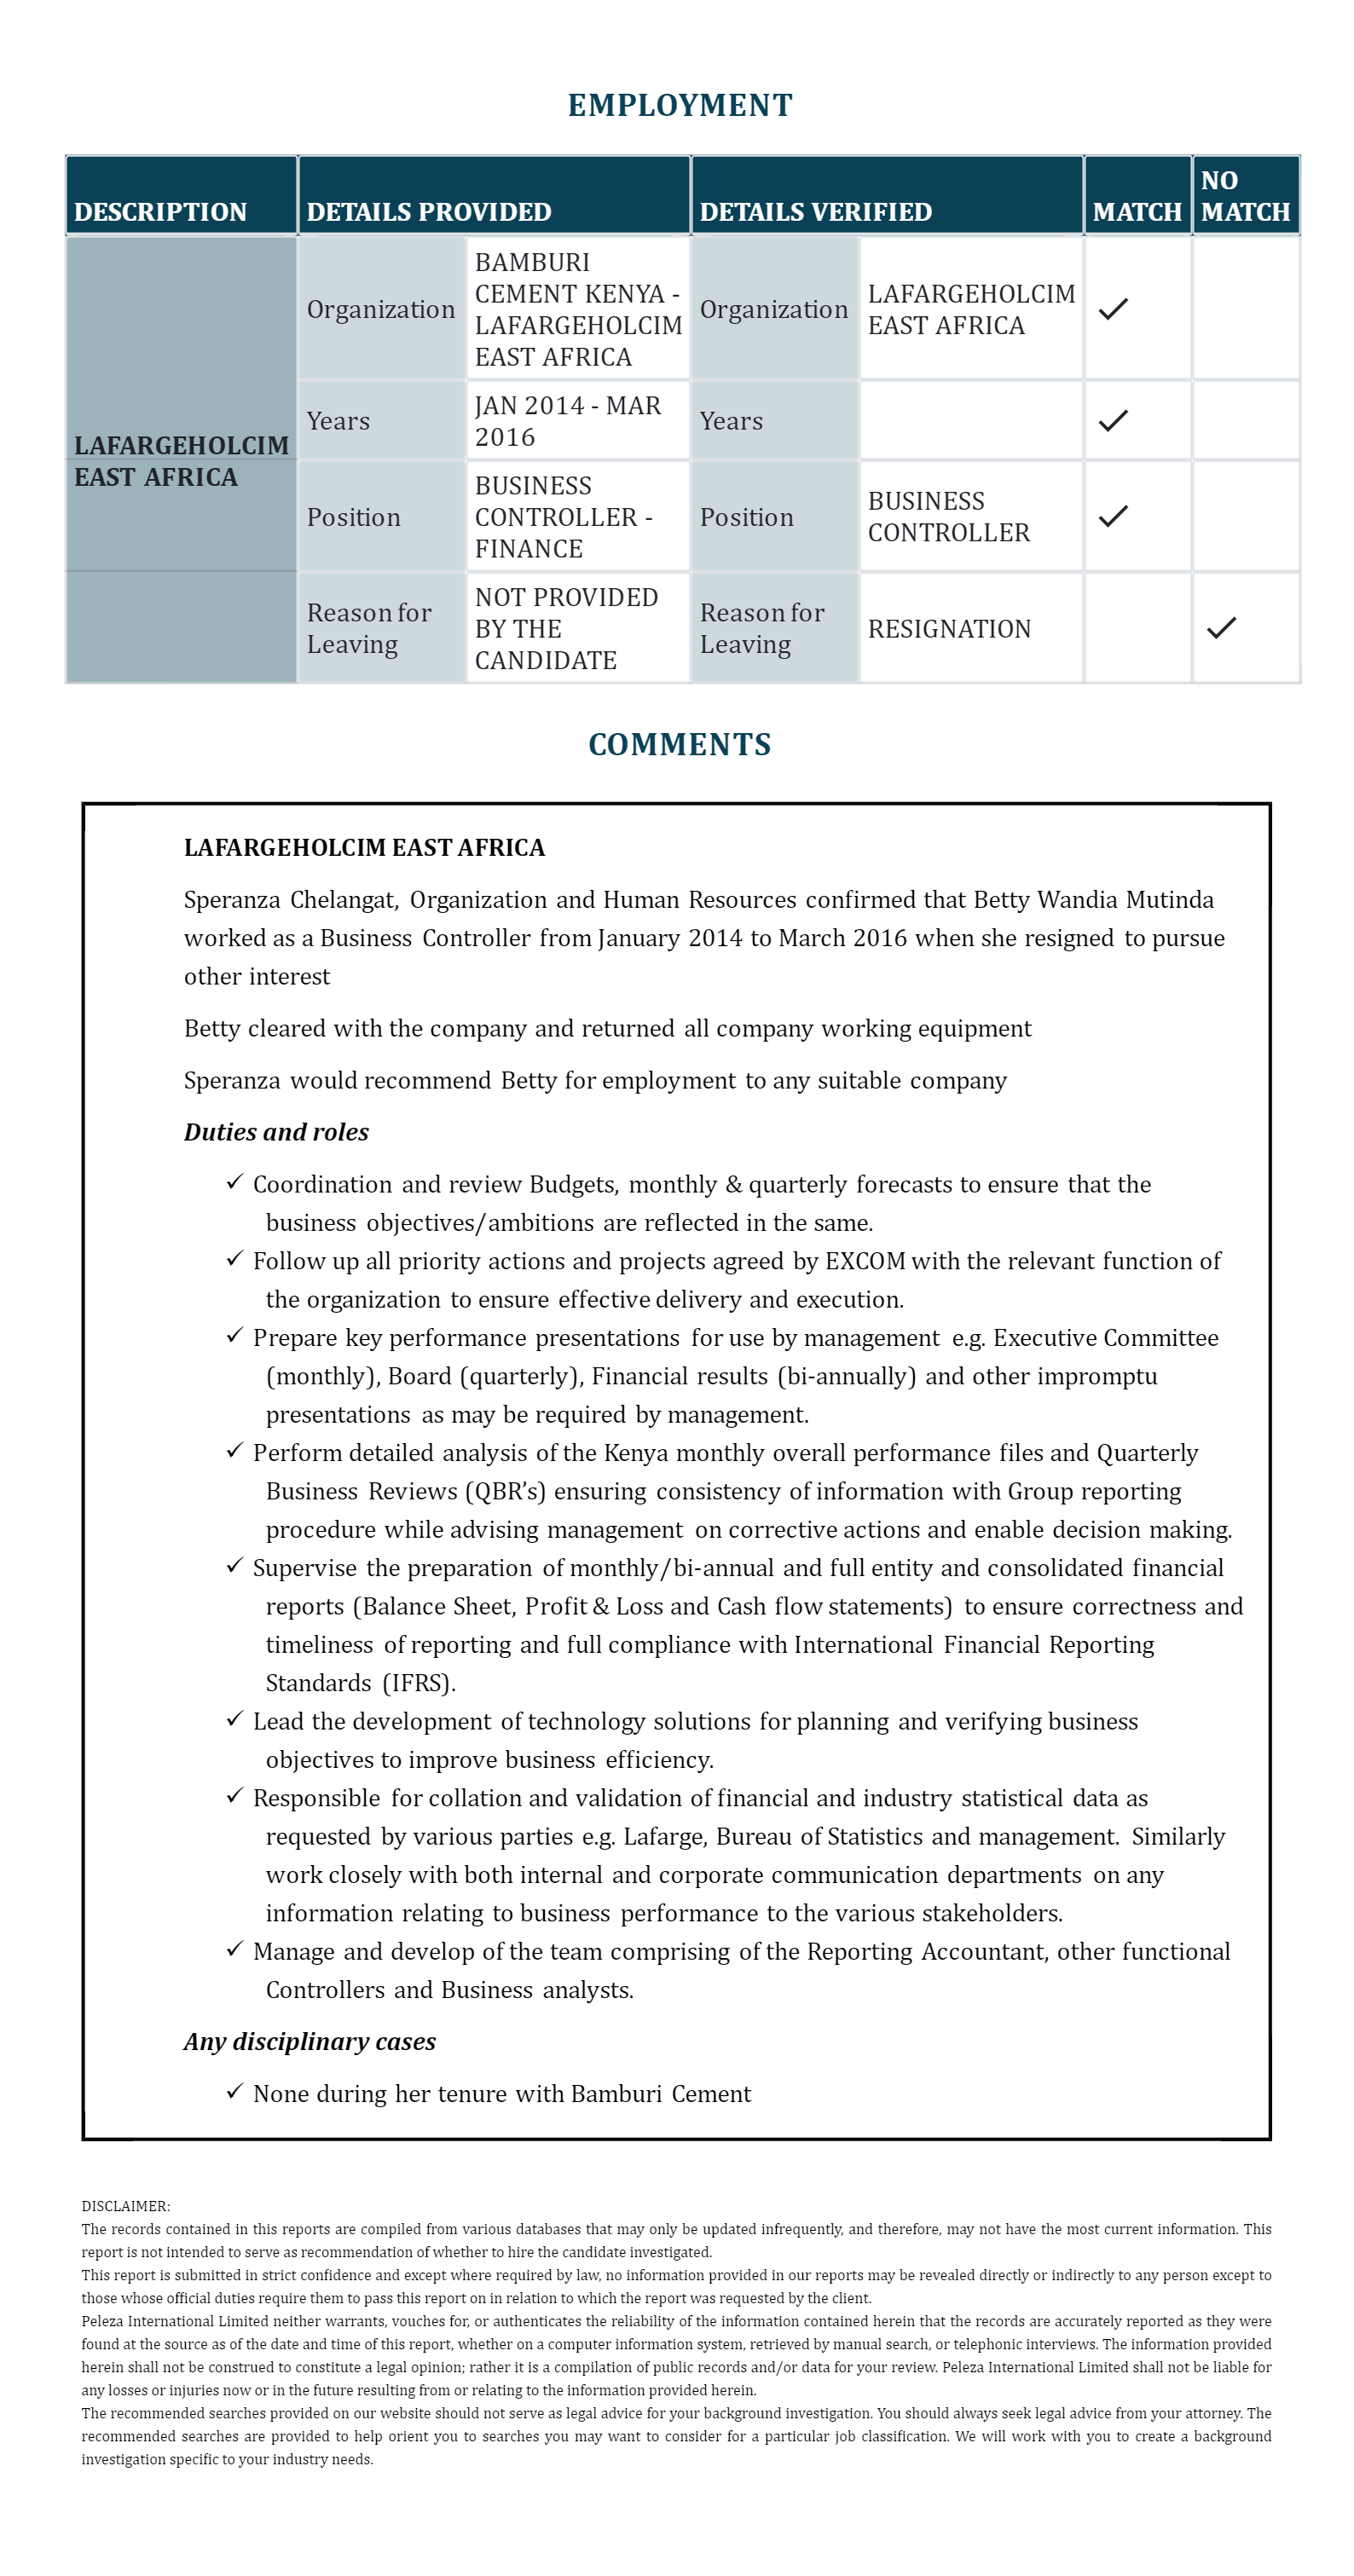 EMPLOYMENT
DESCRIPTION DETAILS PROVIDED DETAILS VERIFIED MATCH NO MATCH
LAFARGEHOLCIM EAST AFRICA
Organization BAMBURI CEMENT KENYA - LAFARGEHOLCIM EAST AFRICA Organization LAFARGEHOLCIM EAST AFRICA ✓
Years JAN 2014 - MAR 2016 Years ✓
Position BUSINESS CONTROLLER - FINANCE Position BUSINESS CONTROLLER ✓
Reason for Leaving NOT PROVIDED BY THE CANDIDATE Reason for Leaving RESIGNATION ✓
COMMENTS
LAFARGEHOLCIM EAST AFRICA
Speranza Chelangat, Organization and Human Resources confirmed that Betty Wandia Mutinda
worked as a Business Controller from January 2014 to March 2016 when she resigned to pursue
other interest
Betty cleared with the company and returned all company working equipment
Speranza would recommend Betty for employment to any suitable company
Duties and roles
✓ Coordination and review Budgets, monthly & quarterly forecasts to ensure that the
business objectives/ambitions are reflected in the same.
✓ Follow up all priority actions and projects agreed by EXCOM with the relevant function of
the organization to ensure effective delivery and execution.
✓ Prepare key performance presentations for use by management e.g. Executive Committee
(monthly), Board (quarterly), Financial results (bi-annually) and other impromptu
presentations as may be required by management.
✓ Perform detailed analysis of the Kenya monthly overall performance files and Quarterly
Business Reviews (QBR’s) ensuring consistency of information with Group reporting
procedure while advising management on corrective actions and enable decision making.
✓ Supervise the preparation of monthly/bi-annual and full entity and consolidated financial
reports (Balance Sheet, Profit & Loss and Cash flow statements) to ensure correctness and
timeliness of reporting and full compliance with International Financial Reporting
Standards (IFRS).
✓ Lead the development of technology solutions for planning and verifying business
objectives to improve business efficiency.
✓ Responsible for collation and validation of financial and industry statistical data as
requested by various parties e.g. Lafarge, Bureau of Statistics and management. Similarly
work closely with both internal and corporate communication departments on any
information relating to business performance to the various stakeholders.
✓ Manage and develop of the team comprising of the Reporting Accountant, other functional
Controllers and Business analysts.
Any disciplinary cases
✓ None during her tenure with Bamburi Cement
DISCLAIMER:
The records contained in this reports are compiled from various databases that may only be updated infrequently, and therefore, may not have the most current information. This
report is not intended to serve as recommendation of whether to hire the candidate investigated.
This report is submitted in strict confidence and except where required by law, no information provided in our reports may be revealed directly or indirectly to any person except to
those whose official duties require them to pass this report on in relation to which the report was requested by the client.
Peleza International Limited neither warrants, vouches for, or authenticates the reliability of the information contained herein that the records are accurately reported as they were
found at the source as of the date and time of this report, whether on a computer information system, retrieved by manual search, or telephonic interviews. The information provided
herein shall not be construed to constitute a legal opinion; rather it is a compilation of public records and/or data for your review. Peleza International Limited shall not be liable for
any losses or injuries now or in the future resulting from or relating to the information provided herein.
The recommended searches provided on our website should not serve as legal advice for your background investigation. You should always seek legal advice from your attorney. The
recommended searches are provided to help orient you to searches you may want to consider for a particular job classification. We will work with you to create a background
investigation specific to your industry needs.